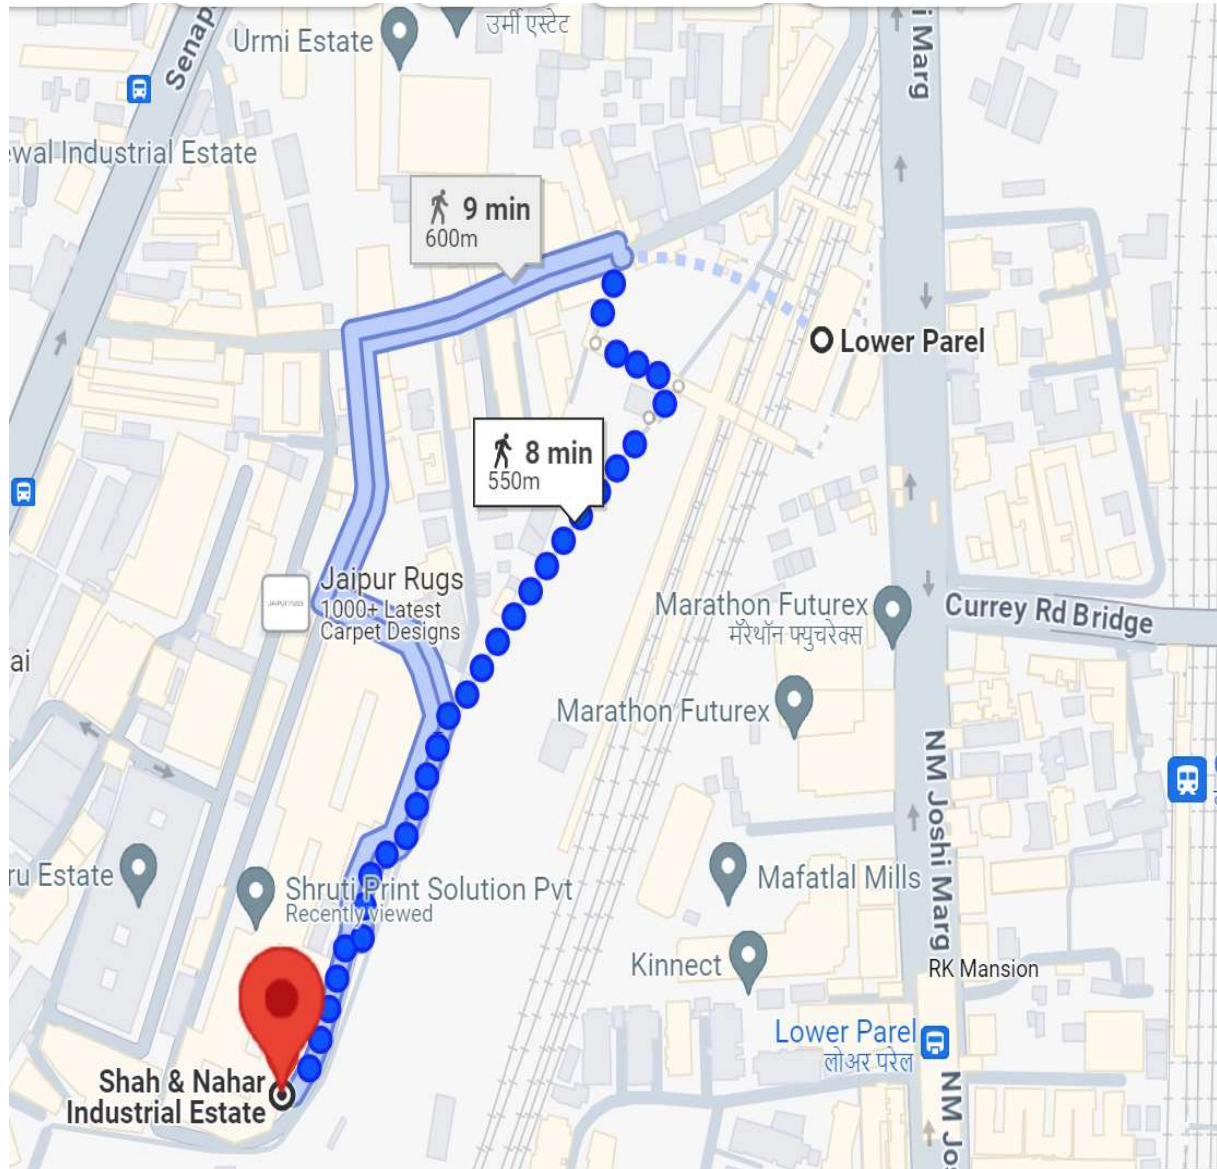 i Marg
Senap
Urmi Estate
उर्मी एस्टेट
ewal Industrial Estate
9 min
600m
Lower Parel
8 min
550m
Jaipur Rugs
1000+ Latest
Carpet Designs
JAIPUR RUGS
Marathon Futurex
मॅरेथॉन फ्युचरेक्स
Currey Rd Bridge
ai
Marathon Futurex
NM Joshi Marg
ru Estate
Shruti Print Solution Pvt
Recently viewed
Mafatlal Mills
Kinnect
RK Mansion
Lower Parel
लोअर परेल
Shah & Nahar
Industrial Estate
NM Jos